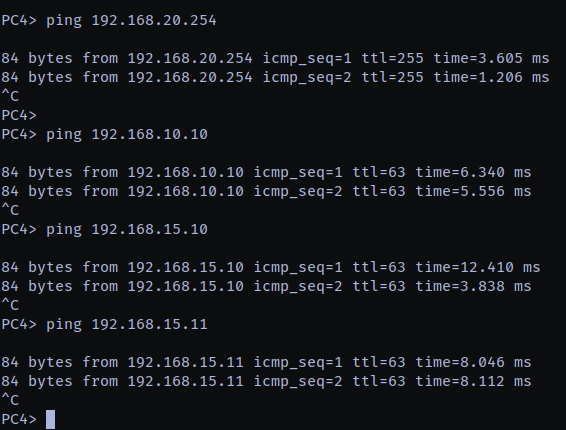 PC4> ping 192.168.20.254
84 bytes from 192.168.20.254 icmp_seq=1 ttl=255 time=3.605 ms
84 bytes from 192.168.20.254 icmp_seq=2 ttl=255 time=1.206 ms
^C
PC4>
PC4> ping 192.168.10.10
84 bytes from 192.168.10.10 icmp_seq=1 ttl=63 time=6.340 ms
84 bytes from 192.168.10.10 icmp_seq=2 ttl=63 time=5.556 ms
^C
PC4> ping 192.168.15.10
84 bytes from 192.168.15.10 icmp_seq=1 ttl=63 time=12.410 ms
84 bytes from 192.168.15.10 icmp_seq=2 ttl=63 time=3.838 ms
^C
PC4> ping 192.168.15.11
84 bytes from 192.168.15.11 icmp_seq=1 ttl=63 time=8.046 ms
84 bytes from 192.168.15.11 icmp_seq=2 ttl=63 time=8.112 ms
^C
PC4>